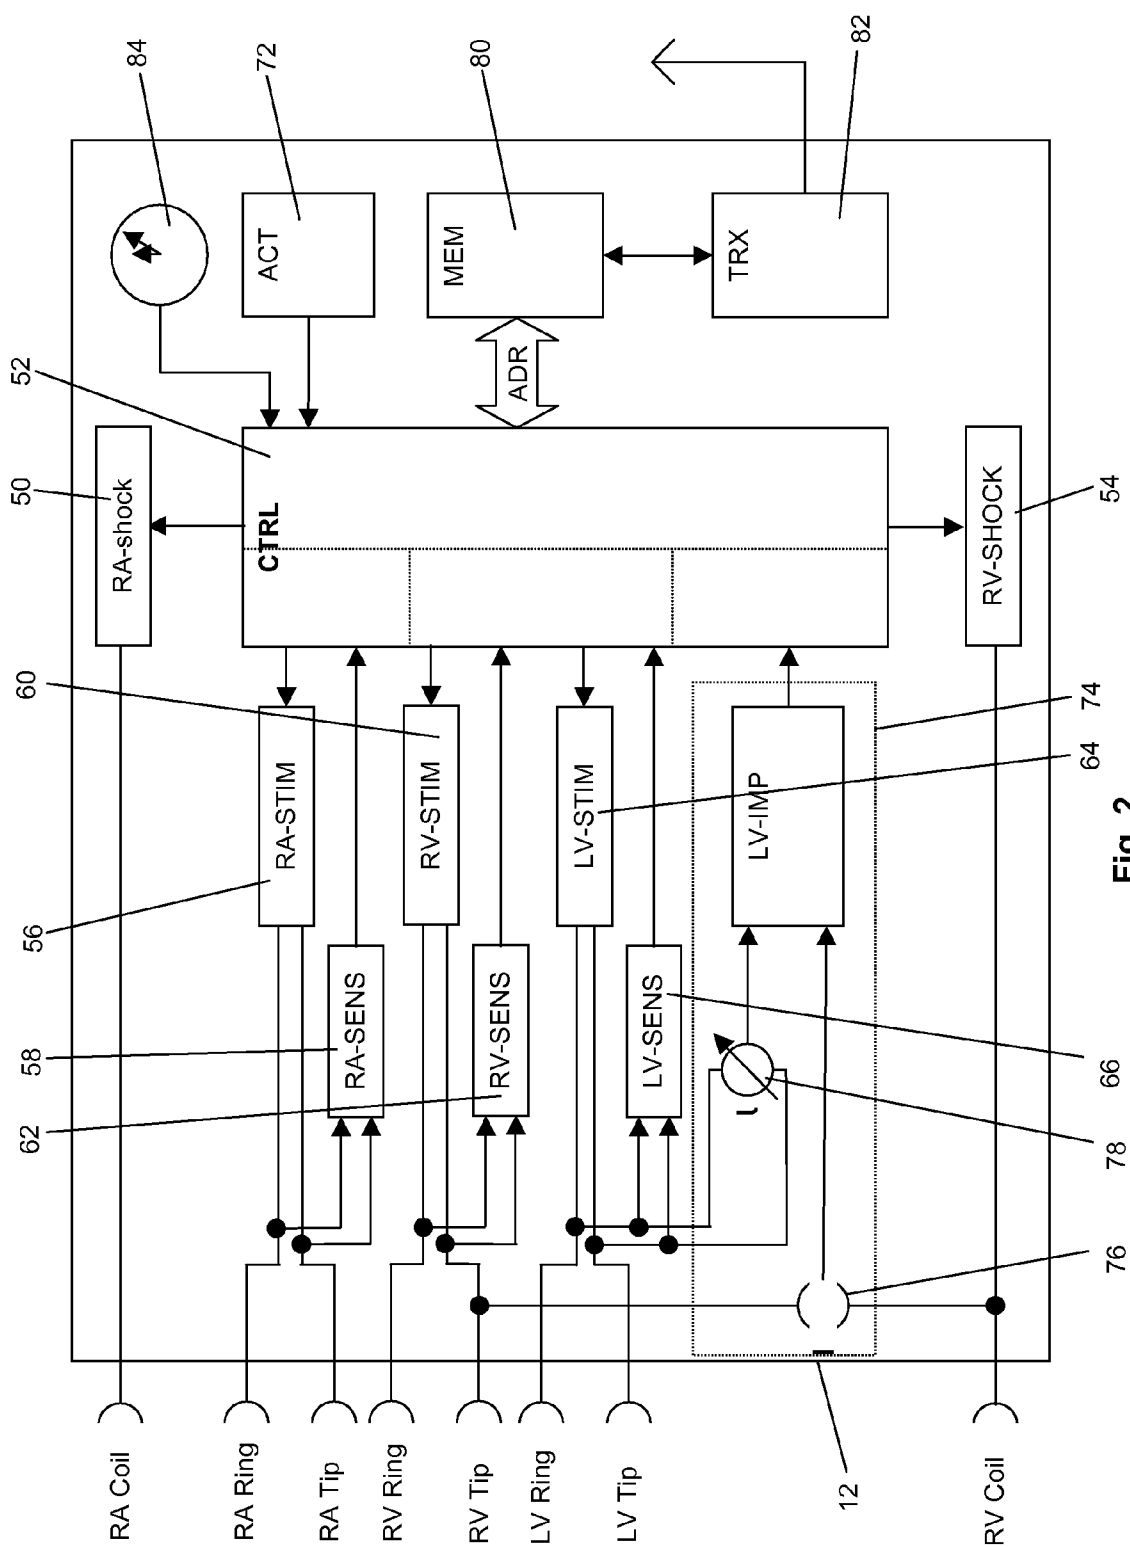 84
72
80
82
ACT
MEM
TRX
ADR
52
50
RA-shock
CTRL
RV-SHOCK
54
60
RA-STIM
RV-STIM
LV-STIM
LV-IMP
74
64
56
RA-SENS
RV-SENS
LV-SENS
58
62
66
78
76
12
RA Coil
RA Ring
RA Tip
RV Ring
RV Tip
LV Ring
LV Tip
RV Coil
Fig. 2